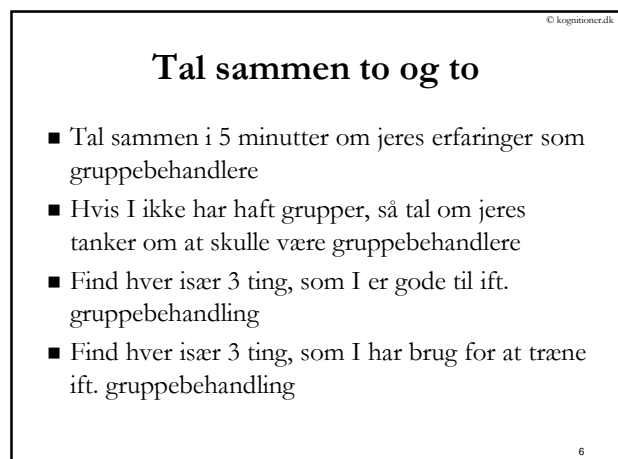 © kognitioner.dk
Tal sammen to og to
■ Tal sammen i 5 minutter om jeres erfaringer som
gruppebehandlere
■ Hvis I ikke har haft grupper, så tal om jeres
tanker om at skulle være gruppebehandlere
■ Find hver især 3 ting, som I er gode til ift.
gruppebehandling
■ Find hver især 3 ting, som I har brug for at træne
ift. gruppebehandling
6